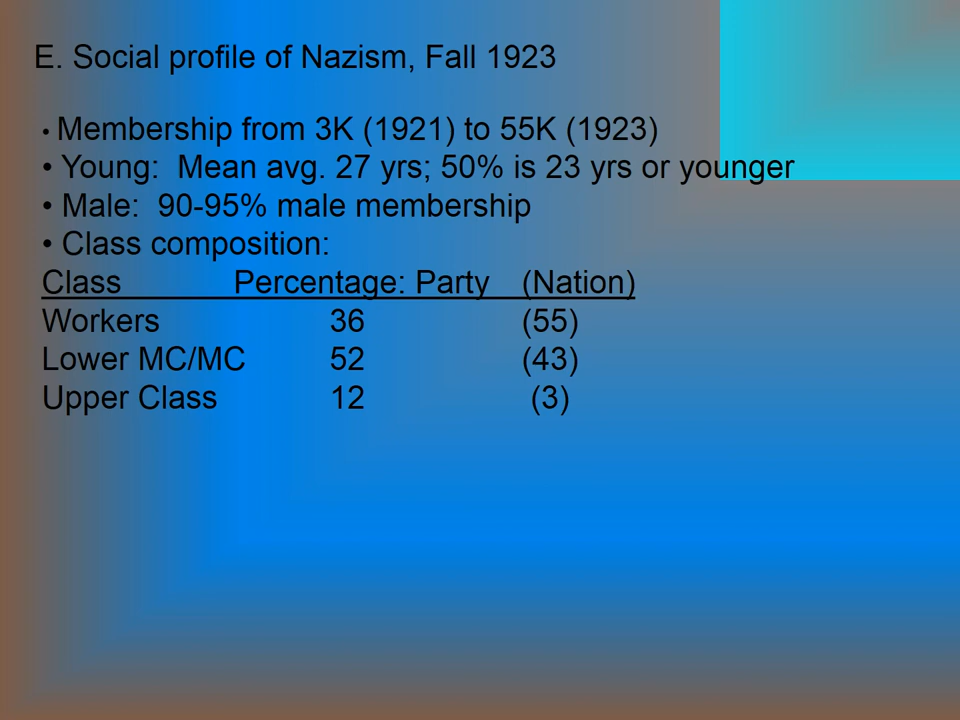 E. Social profile of Nazism, Fall 1923
• Membership from 3K (1921) to 55K (1923)
• Young:  Mean avg. 27 yrs; 50% is 23 yrs or younger
• Male:  90-95% male membership
• Class composition:
Class Percentage: Party (Nation)
Workers 36 (55)
Lower MC/MC 52 (43)
Upper Class 12 (3)